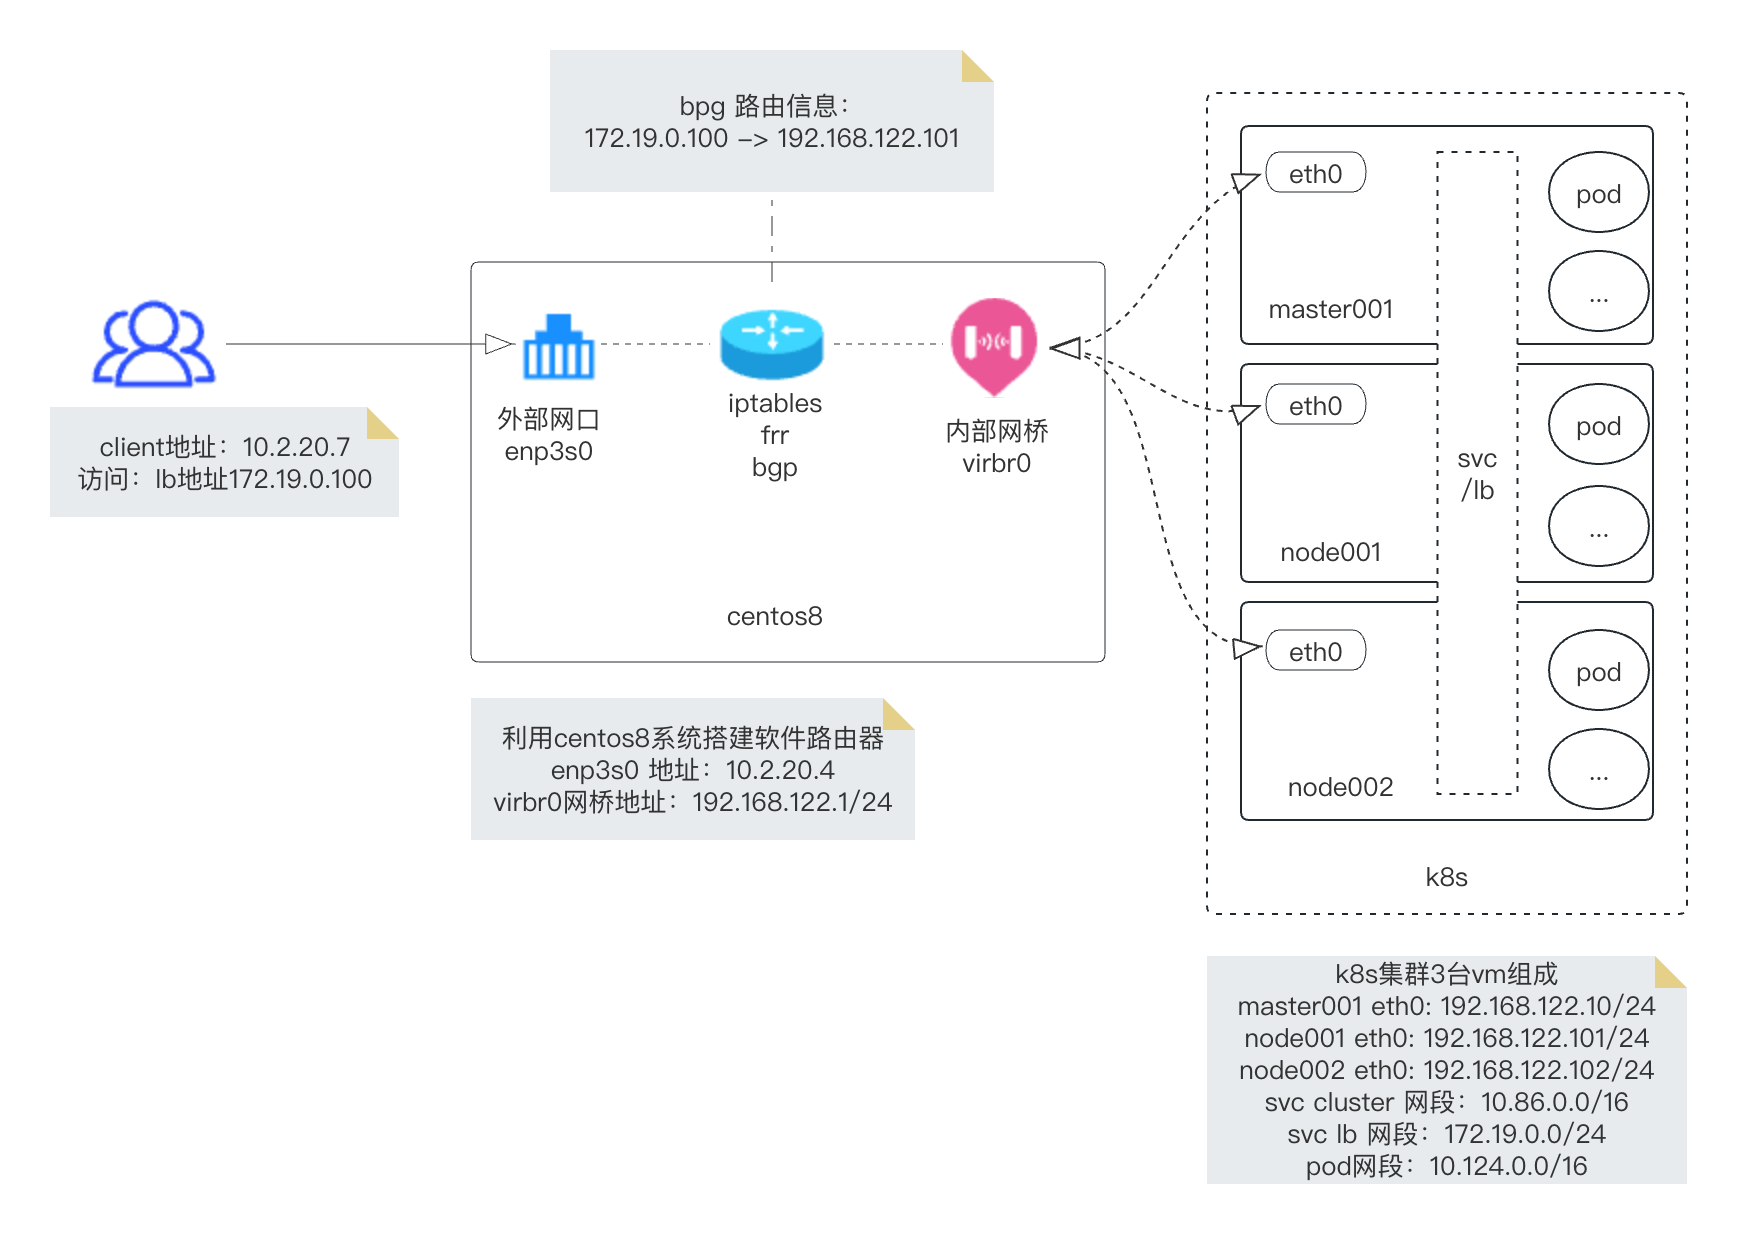 bpg 路由信息：
172.19.0.100 –> 192.168.122.101
client地址：10.2.20.7
访问：lb地址172.19.0.100
外部网口
enp3s0
iptables
frr
bgp
内部网桥
virbr0
centos8
利用centos8系统搭建软件路由器
enp3s0 地址：10.2.20.4
virbr0网桥地址：192.168.122.1/24
eth0
pod
...
master001
eth0
pod
...
node001
svc
/lb
eth0
pod
...
node002
k8s
k8s集群3台vm组成
master001 eth0: 192.168.122.10/24
node001 eth0: 192.168.122.101/24
node002 eth0: 192.168.122.102/24
svc cluster 网段：10.86.0.0/16
svc lb 网段：172.19.0.0/24
pod网段：10.124.0.0/16